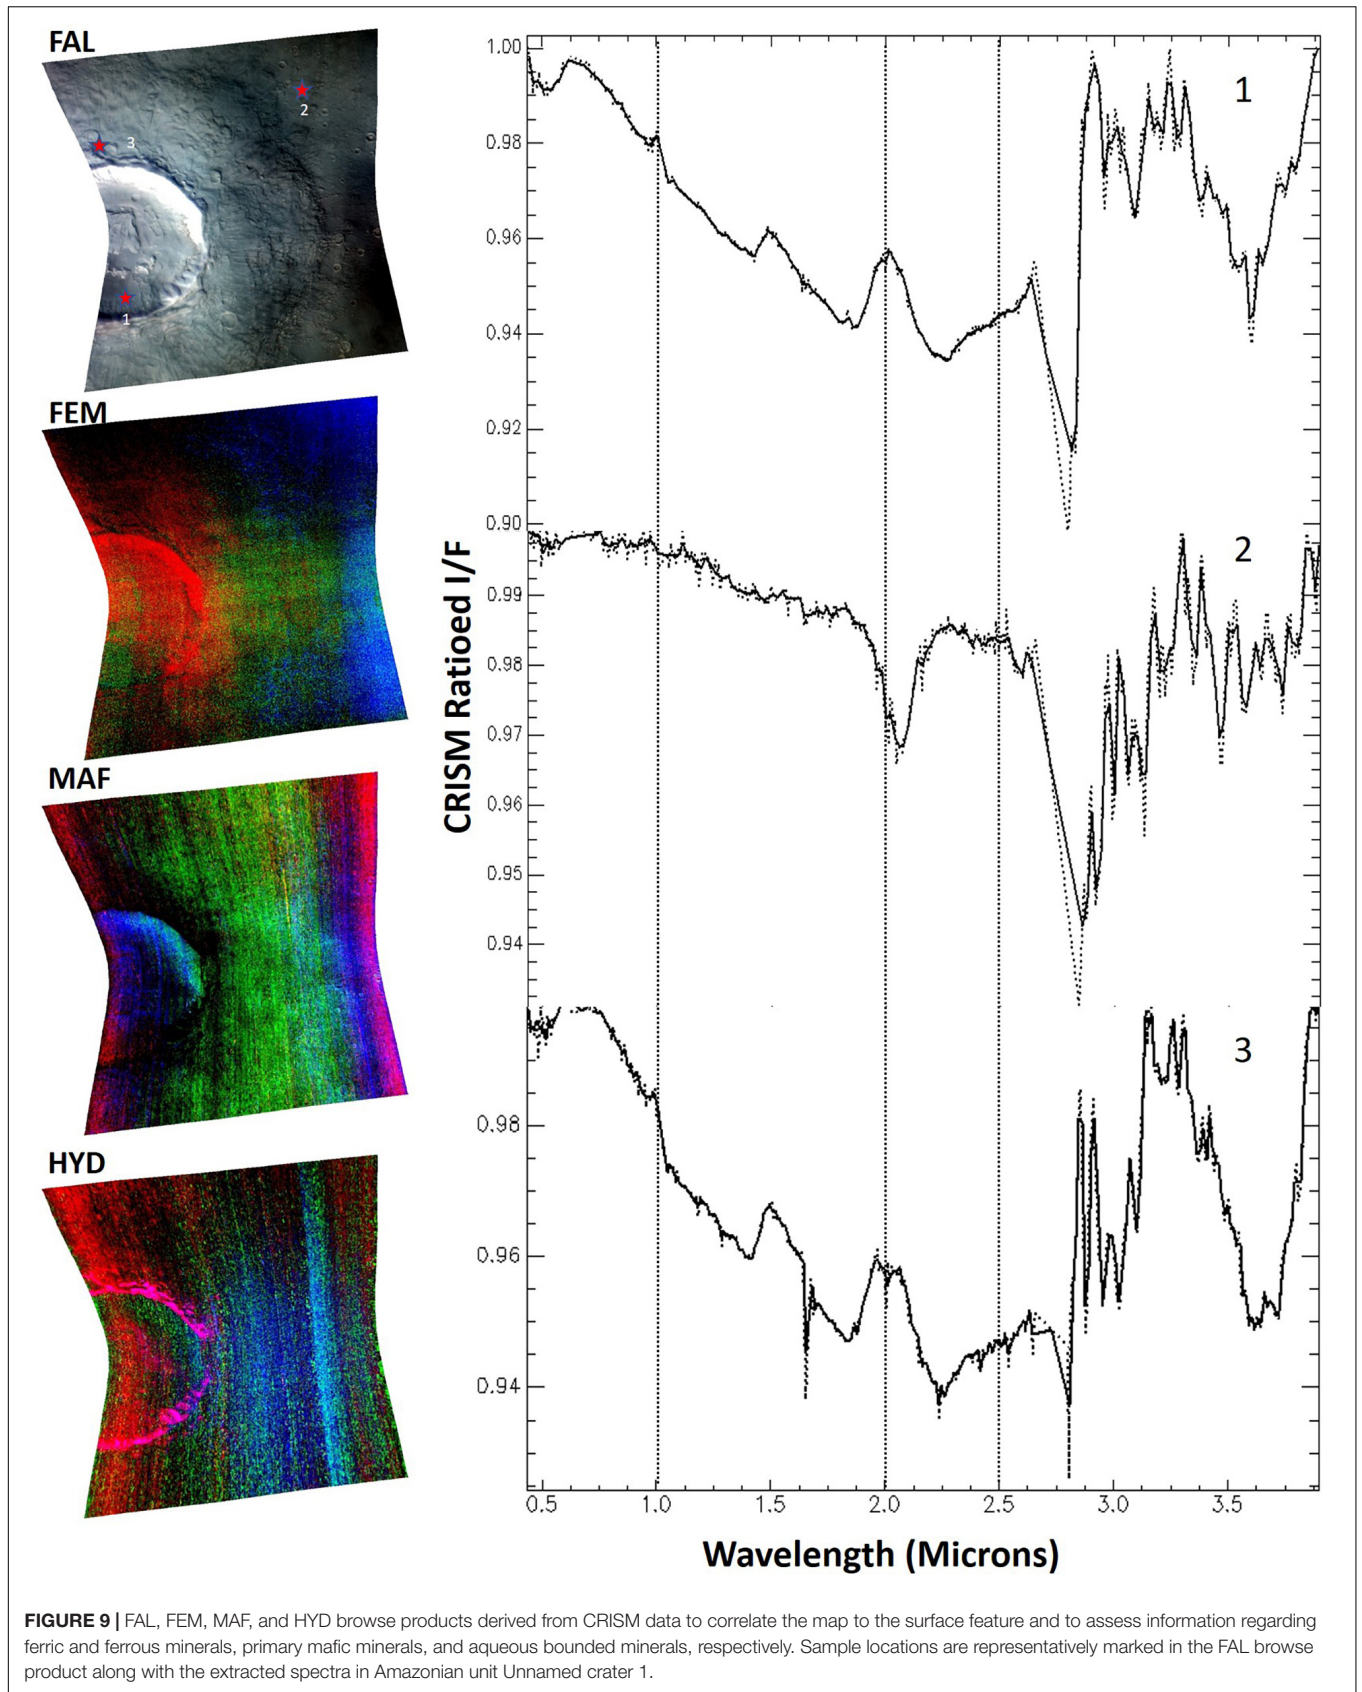 FAL
2
3
1
FEM
MAF
HYD
CRISM Ratioed I/F
1.00
0.98
0.96
0.94
0.92
0.90
1
0.99
0.98
0.97
0.96
0.95
0.94
2
0.98
0.96
0.94
3
0.5 1.0 1.5 2.0 2.5 3.0 3.5
Wavelength (Microns)
FIGURE 9 | FAL, FEM, MAF, and HYD browse products derived from CRISM data to correlate the map to the surface feature and to assess information regarding
ferric and ferrous minerals, primary mafic minerals, and aqueous bounded minerals, respectively. Sample locations are representatively marked in the FAL browse
product along with the extracted spectra in Amazonian unit Unnamed crater 1.